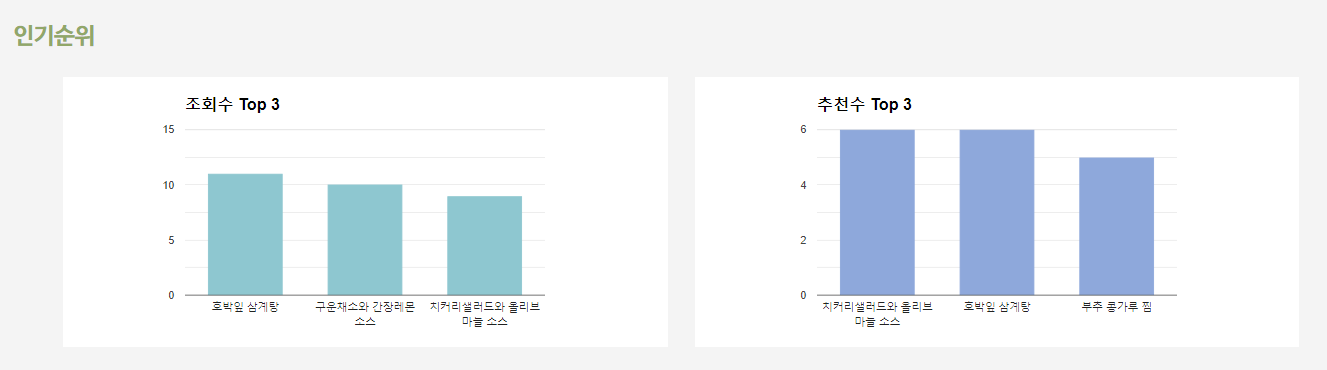 인기순위
조회수 Top 3
15
10
5
0
호박잎 삼계탕
구운채소와 간장레몬
소스
치커리샐러드와 올리브
마늘 소스
추천수 Top 3
6
4
2
0
치커리샐러드와 올리브
마늘 소스
호박잎 삼계탕
부추 콩가루 찜